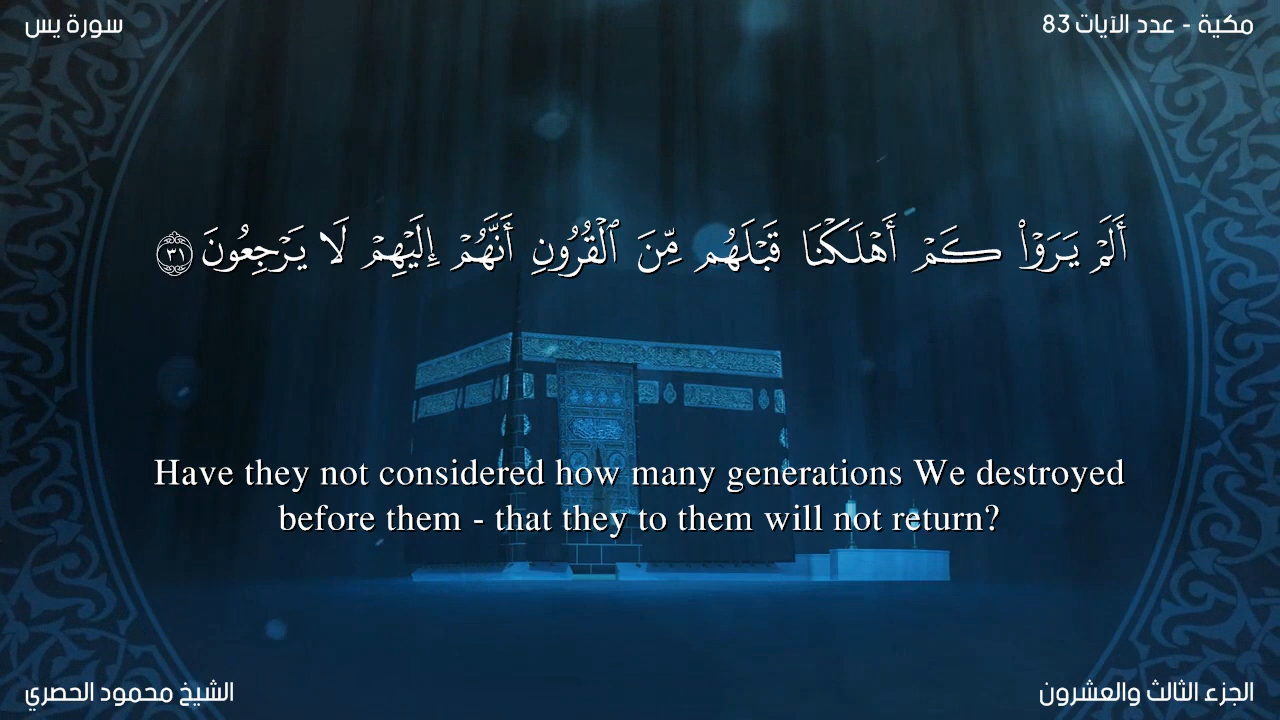 سورة يس
مكية - عدد الآيات 83
أَلَمْ يَرَوْا۟ كَمْ أَهْلَكْنَا قَبْلَهُم مِّنَ ٱلْقُرُونِ أَنَّهُمْ إِلَيْهِمْ لَا يَرْجِعُونَ ٣١
Have they not considered how many generations We destroyed
before them - that they to them will not return?
الشيخ محمود الحصري
الجزء الثالث والعشرون